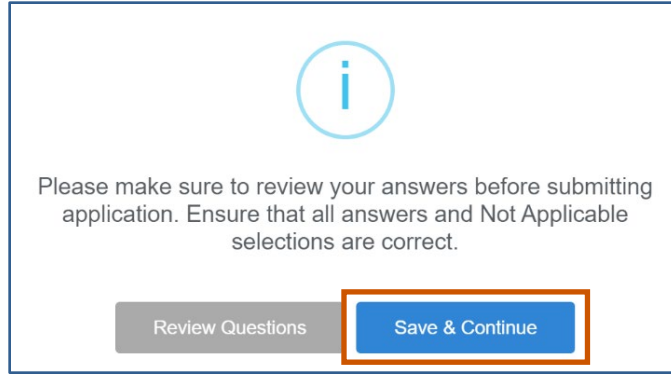 i
Please make sure to review your answers before submitting
application. Ensure that all answers and Not Applicable
selections are correct.
Review Questions
Save & Continue